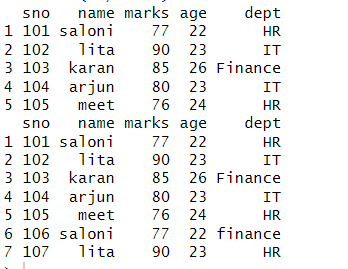 sno   name marks age    dept
1 101 saloni    77  22      HR
2 102   lita    90  23      IT
3 103  karan    85  26 Finance
4 104  arjun    80  23      IT
5 105   meet    76  24      HR
  sno   name marks age    dept
1 101 saloni    77  22      HR
2 102   lita    90  23      IT
3 103  karan    85  26 Finance
4 104  arjun    80  23      IT
5 105   meet    76  24      HR
6 106 saloni    77  22 finance
7 107   lita    90  23      HR